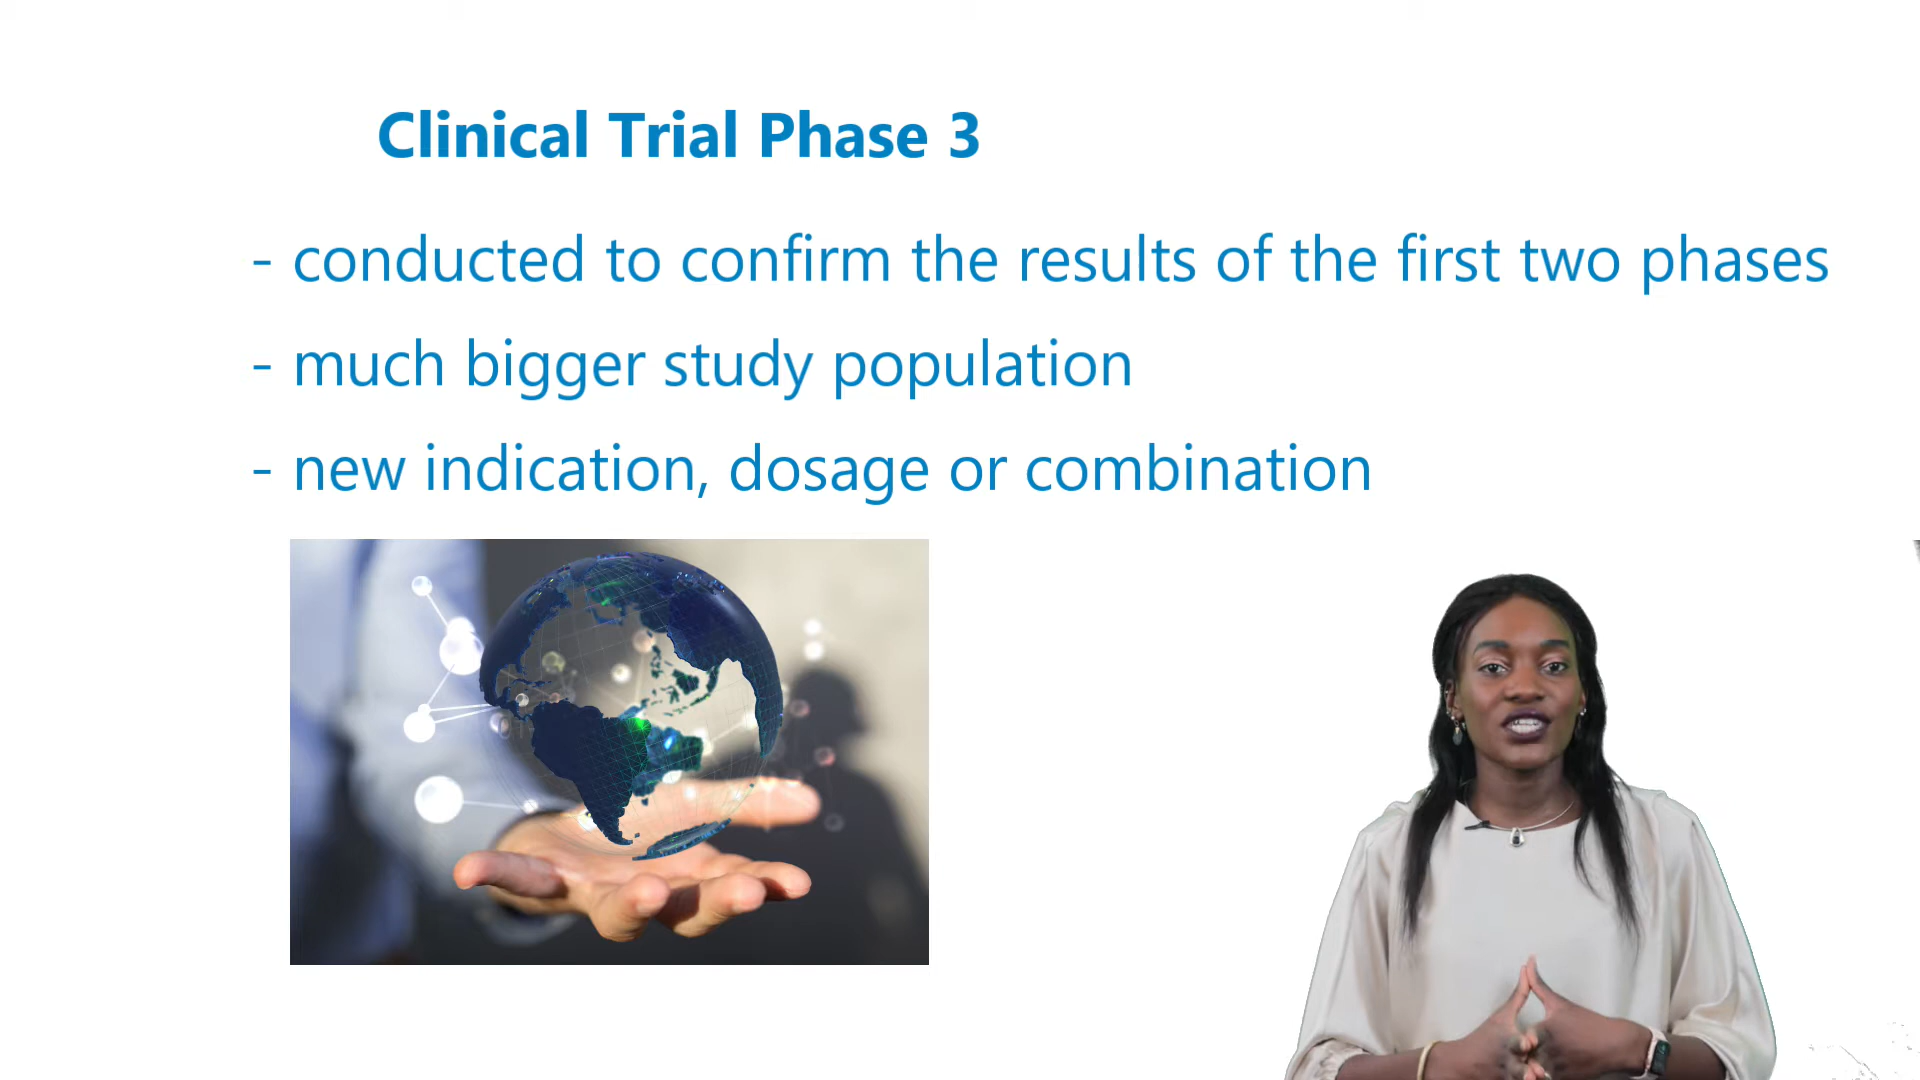 Clinical Trial Phase 3
- conducted to confirm the results of the first two phases
- much bigger study population
- new indication, dosage or combination